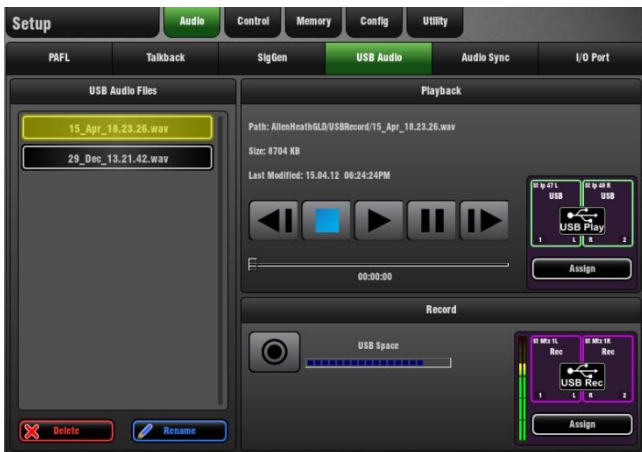 Setup
Audio
Control
Memory
Config
Utility
PAFL
Talkback
SigGen
USB Audio
Audio Sync
I/O Port
USB Audio Files
15_Apr_18.23.26.wav
29_Dec_13.21.42.wav
Delete
Rename
Playback
Path: AllenHeathGLD/USBRecord/15_Apr_18.23.26.wav
Size: 8704 KB
Last Modified: 15.04.12 06:24:24PM
00:00:00
St Ip 47 L St Ip 48 R
USB USB
USB Play
1 L R 2
Assign
Record
USB Space
St Mtx 1L St Mtx 1R
Rec Rec
USB Rec
1 L R 2
Assign